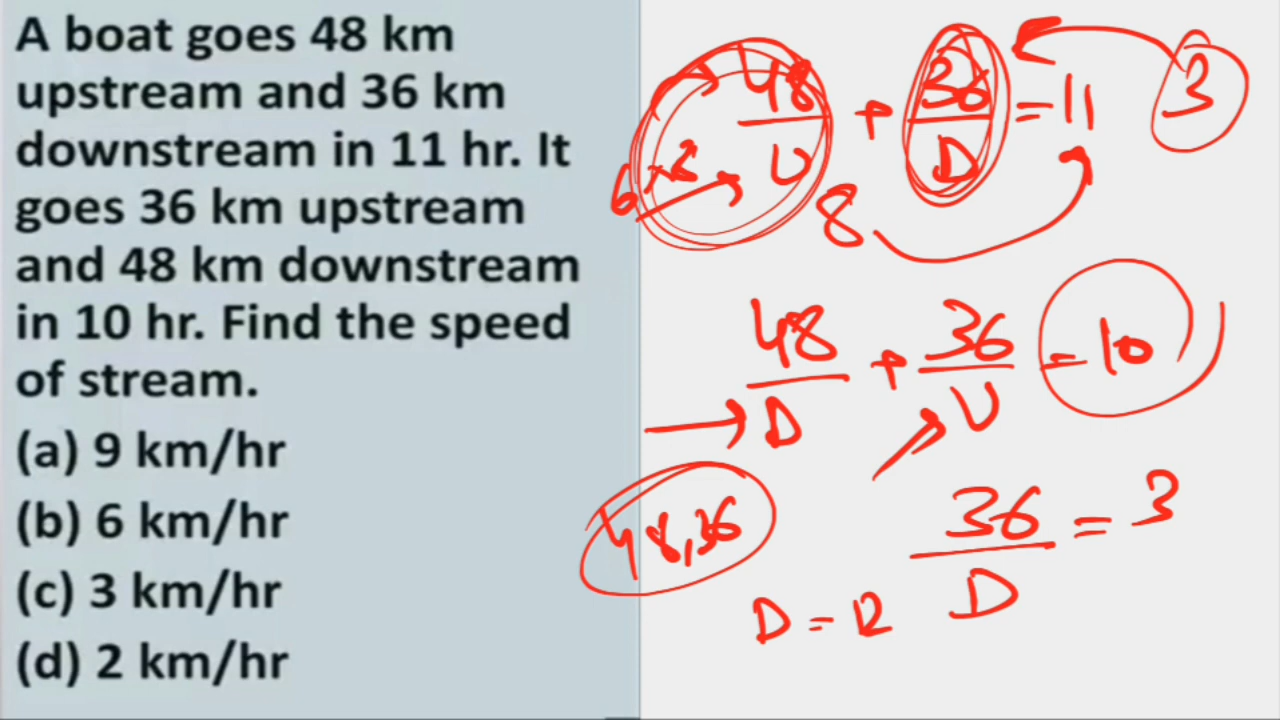 A boat goes 48 km
upstream and 36 km
downstream in 11 hr. It
goes 36 km upstream
and 48 km downstream
in 10 hr. Find the speed
of stream.
(a) 9 km/hr
(b) 6 km/hr
(c) 3 km/hr
(d) 2 km/hr
48/U + 36/D = 11
3
6
8
48/D + 36/U = 10
48,36
36/D = 3
D = 12